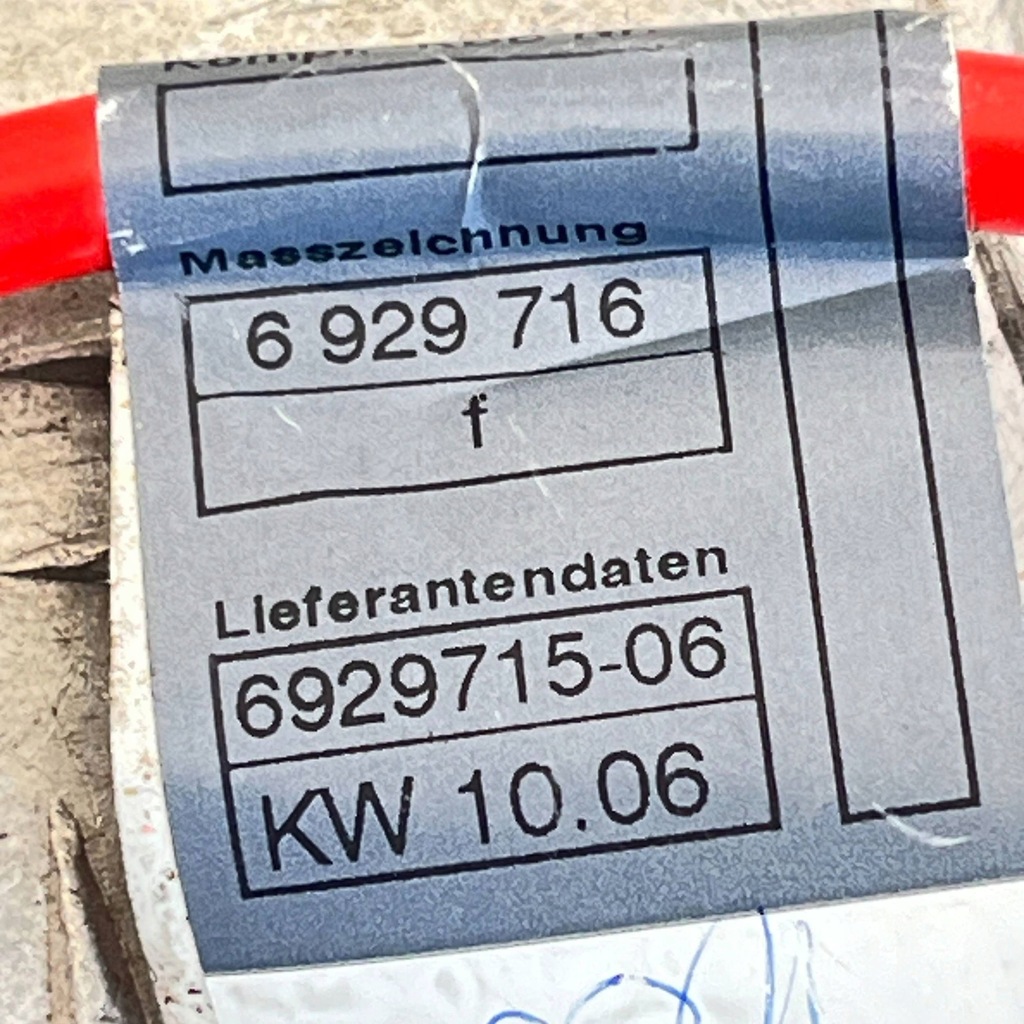 Masszeichnung
6 929 716
f
Lieferantendaten
6929715-06
KW 10.06